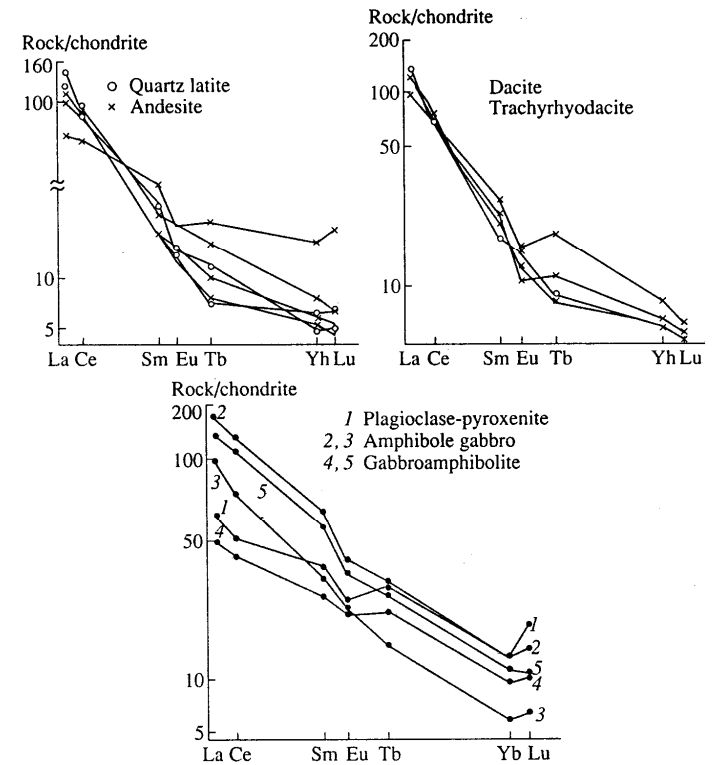 Rock/chondrite
160
100
10
5
o Quartz latite
× Andesite
La Ce Sm Eu Tb Yh Lu
Rock/chondrite
200
100
50
10
Dacite
Trachyrhyodacite
La Ce Sm Eu Tb Yh Lu
Rock/chondrite
200
100
50
10
5
1 Plagioclase-pyroxenite
2, 3 Amphibole gabbro
4, 5 Gabbroamphibolite
2
3
5
1
4
1
2
5
4
3
La Ce Sm Eu Tb Yb Lu